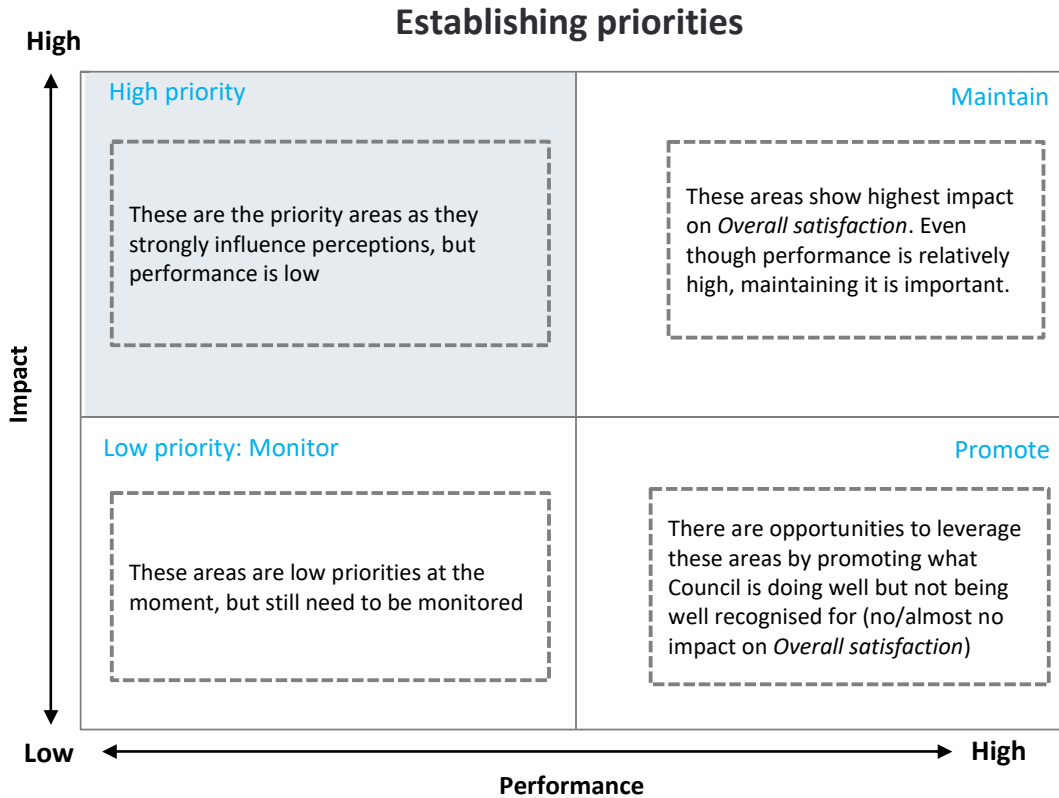 Establishing priorities
High
High priority
These are the priority areas as they
strongly influence perceptions, but
performance is low
Maintain
These areas show highest impact
on Overall satisfaction. Even
though performance is relatively
high, maintaining it is important.
Impact
Low priority: Monitor
These areas are low priorities at the
moment, but still need to be monitored
Promote
There are opportunities to leverage
these areas by promoting what
Council is doing well but not being
well recognised for (no/almost no
impact on Overall satisfaction)
Low
High
Performance